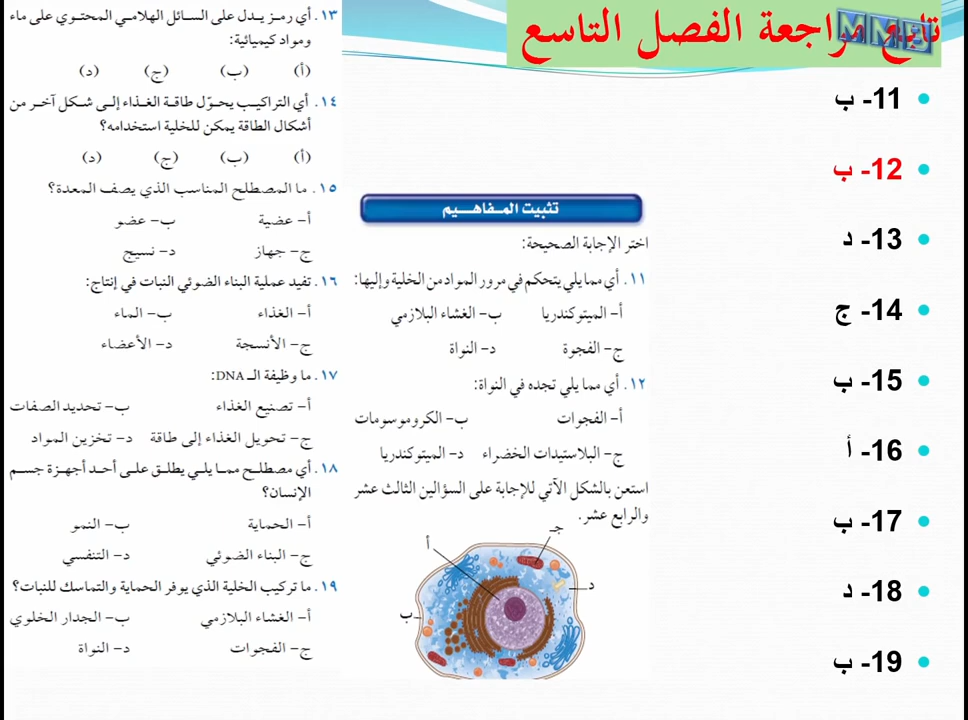 تابع مراجعة الفصل التاسع
MME
11- ب
12- ب
13- د
14- ج
15- ب
16- أ
17- ب
18- د
19- ب
تثبيت المفاهيم
اختر الإجابة الصحيحة:
١١. أي مما يلي يتحكم في مرور المواد من الخلية وإليها:
أ- الميتوكندريا ب- الغشاء البلازمي
ج- الفجوة د- النواة
١٢. أي مما يلي تجده في النواة:
أ- الفجوات ب- الكروموسومات
ج- البلاستيدات الخضراء د- الميتوكندريا
استعن بالشكل الآتي للإجابة على السؤالين الثالث عشر
والرابع عشر.
جـ
أ
د
ب
١٣. أي رمز يدل على السائل الهلامي المحتوي على ماء
ومواد كيميائية:
(أ) (ب) (ج) (د)
١٤. أي التراكيب يحوّل طاقة الغذاء إلى شكل آخر من
أشكال الطاقة يمكن للخلية استخدامه؟
(أ) (ب) (ج) (د)
١٥. ما المصطلح المناسب الذي يصف المعدة؟
أ- عضية ب- عضو
ج- جهاز د- نسيج
١٦. تفيد عملية البناء الضوئي النبات في إنتاج:
أ- الغذاء ب- الماء
ج- الأنسجة د- الأعضاء
١٧. ما وظيفة الـ DNA:
أ- تصنيع الغذاء ب- تحديد الصفات
ج- تحويل الغذاء إلى طاقة د- تخزين المواد
١٨. أي مصطلح مما يلي يطلق على أحد أجهزة جسم
الإنسان؟
أ- الحماية ب- النمو
ج- البناء الضوئي د- التنفسي
١٩. ما تركيب الخلية الذي يوفر الحماية والتماسك للنبات؟
أ- الغشاء البلازمي ب- الجدار الخلوي
ج- الفجوات د- النواة